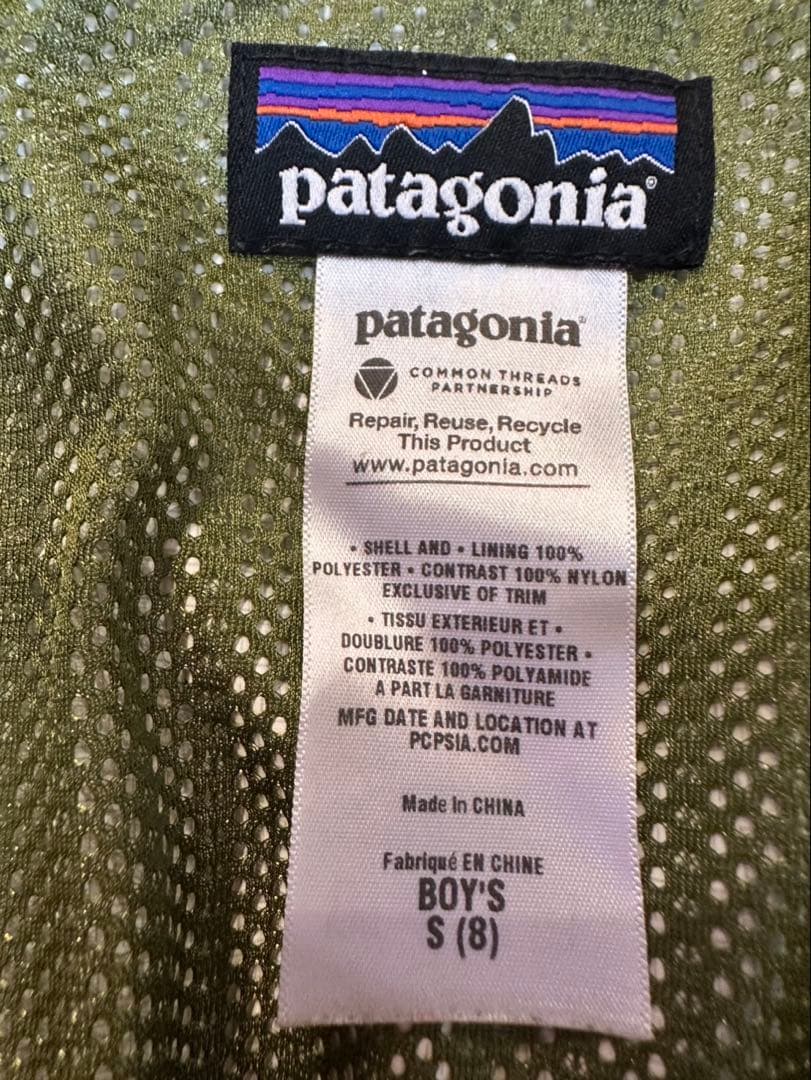 patagonia®
patagonia®
COMMON THREADS
PARTNERSHIP
Repair, Reuse, Recycle
This Product
www.patagonia.com
• SHELL AND • LINING 100%
POLYESTER • CONTRAST 100% NYLON
EXCLUSIVE OF TRIM
• TISSU EXTERIEUR ET •
DOUBLURE 100% POLYESTER •
CONTRASTE 100% POLYAMIDE
A PART LA GARNITURE
MFG DATE AND LOCATION AT
PCPSIA.COM
Made In CHINA
Fabriqué EN CHINE
BOY'S
S (8)